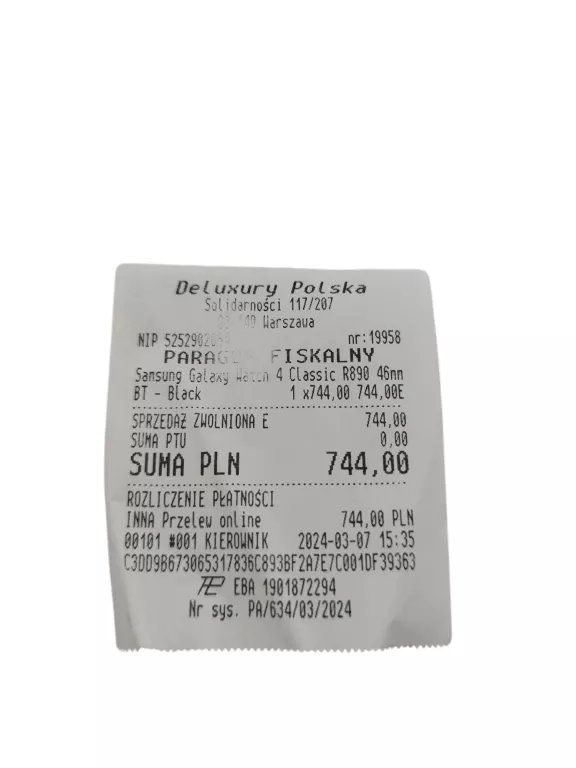 Deluxury Polska
Solidarności 117/207
Warszawa
NIP nr:19958
FISKALNY
Samsung Galaxy Watch 4 Classic R890 46mm
BT - Black 1 x744,00 744,00E
SPRZEDAŻ ZWOLNIONA E 744,00
SUMA PTU 0,00
SUMA PLN 744,00
ROZLICZENIE PŁATNOŚCI
INNA Przelew online 744,00 PLN
00101 #001 KIEROWNIK 2024-03-07 15:35
C3DD9B673065317836C893BF2A7E7C001DF39363
EBA 1901872294
Nr sys. PA/634/03/2024